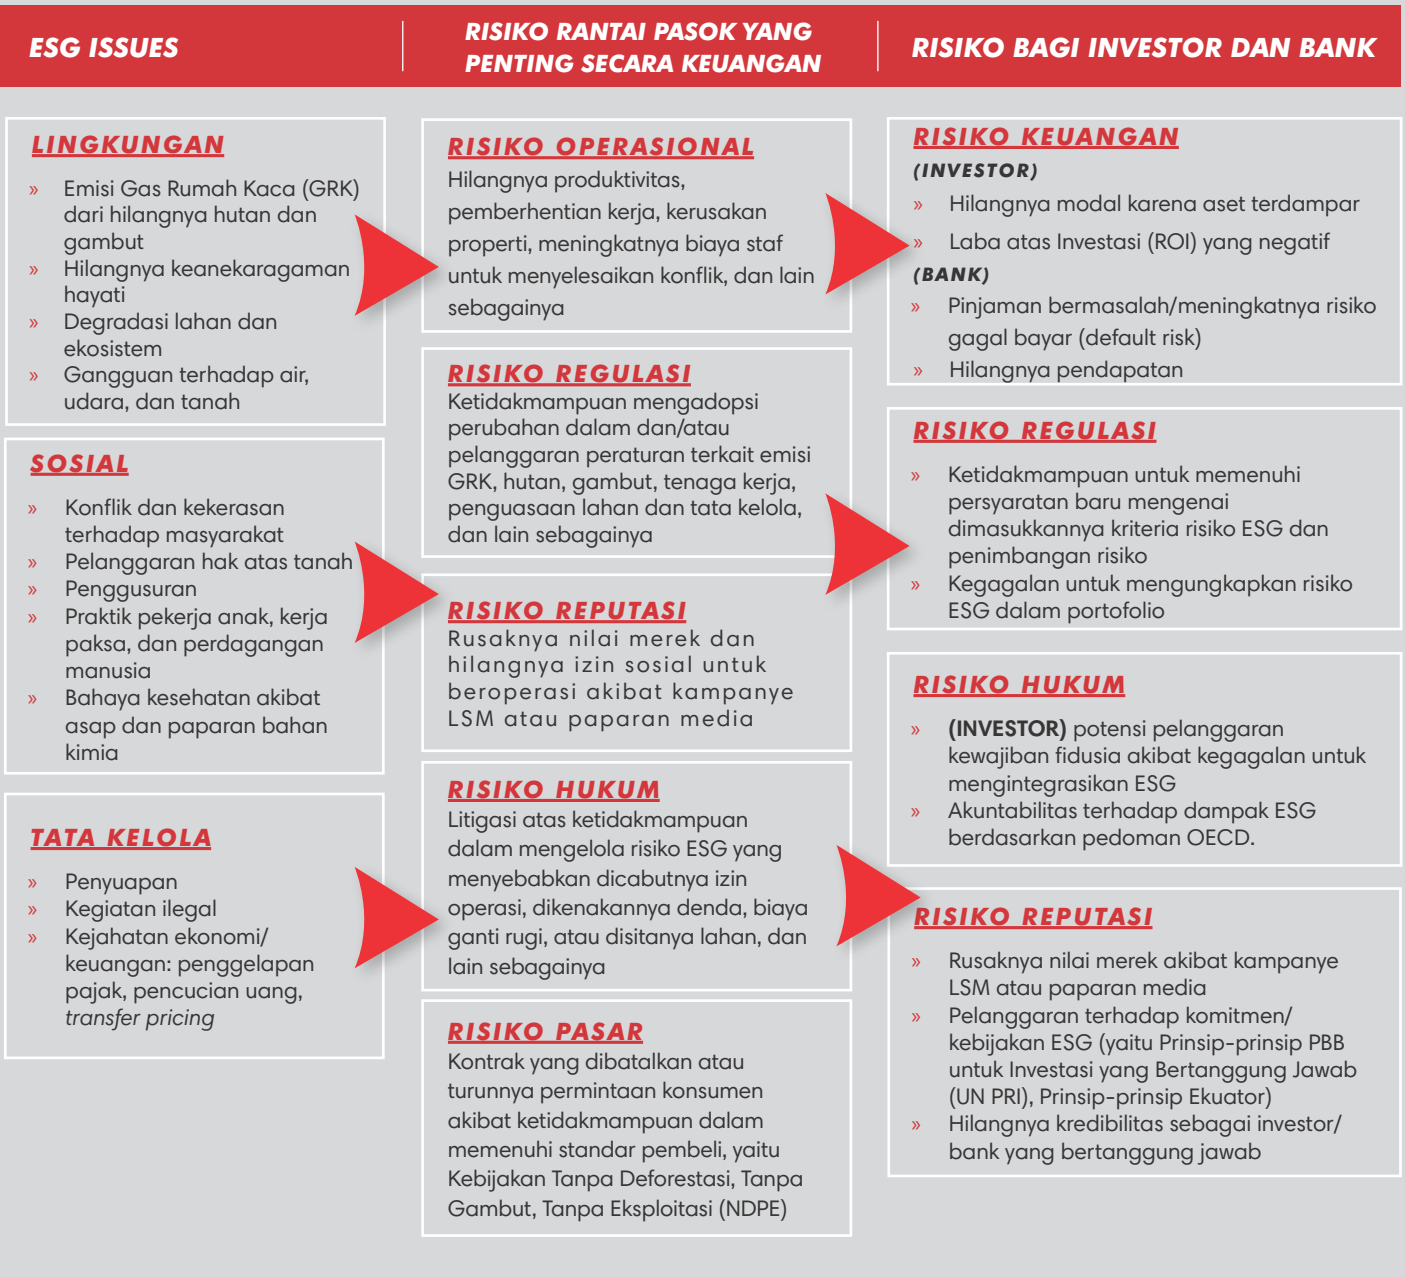 ESG ISSUES
RISIKO RANTAI PASOK YANG
PENTING SECARA KEUANGAN
RISIKO BAGI INVESTOR DAN BANK
LINGKUNGAN
» Emisi Gas Rumah Kaca (GRK)
dari hilangnya hutan dan
gambut
» Hilangnya keanekaragaman
hayati
» Degradasi lahan dan
ekosistem
» Gangguan terhadap air,
udara, dan tanah
SOSIAL
» Konflik dan kekerasan
terhadap masyarakat
» Pelanggaran hak atas tanah
» Penggusuran
» Praktik pekerja anak, kerja
paksa, dan perdagangan
manusia
» Bahaya kesehatan akibat
asap dan paparan bahan
kimia
TATA KELOLA
» Penyuapan
» Kegiatan ilegal
» Kejahatan ekonomi/
keuangan: penggelapan
pajak, pencucian uang,
transfer pricing
RISIKO OPERASIONAL
Hilangnya produktivitas,
pemberhentian kerja, kerusakan
properti, meningkatnya biaya staf
untuk menyelesaikan konflik, dan lain
sebagainya
RISIKO REGULASI
Ketidakmampuan mengadopsi
perubahan dalam dan/atau
pelanggaran peraturan terkait emisi
GRK, hutan, gambut, tenaga kerja,
penguasaan lahan dan tata kelola,
dan lain sebagainya
RISIKO REPUTASI
Rusaknya nilai merek dan
hilangnya izin sosial untuk
beroperasi akibat kampanye
LSM atau paparan media
RISIKO HUKUM
Litigasi atas ketidakmampuan
dalam mengelola risiko ESG yang
menyebabkan dicabutnya izin
operasi, dikenakannya denda, biaya
ganti rugi, atau disitanya lahan, dan
lain sebagainya
RISIKO PASAR
Kontrak yang dibatalkan atau
turunnya permintaan konsumen
akibat ketidakmampuan dalam
memenuhi standar pembeli, yaitu
Kebijakan Tanpa Deforestasi, Tanpa
Gambut, Tanpa Eksploitasi (NDPE)
RISIKO KEUANGAN
(INVESTOR)
» Hilangnya modal karena aset terdampar
» Laba atas Investasi (ROI) yang negatif
(BANK)
» Pinjaman bermasalah/meningkatnya risiko
gagal bayar (default risk)
» Hilangnya pendapatan
RISIKO REGULASI
» Ketidakmampuan untuk memenuhi
persyaratan baru mengenai
dimasukkannya kriteria risiko ESG dan
penimbangan risiko
» Kegagalan untuk mengungkapkan risiko
ESG dalam portofolio
RISIKO HUKUM
» (INVESTOR) potensi pelanggaran
kewajiban fidusia akibat kegagalan untuk
mengintegrasikan ESG
» Akuntabilitas terhadap dampak ESG
berdasarkan pedoman OECD.
RISIKO REPUTASI
» Rusaknya nilai merek akibat kampanye
LSM atau paparan media
» Pelanggaran terhadap komitmen/
kebijakan ESG (yaitu Prinsip-prinsip PBB
untuk Investasi yang Bertanggung Jawab
(UN PRI), Prinsip-prinsip Ekuator)
» Hilangnya kredibilitas sebagai investor/
bank yang bertanggung jawab